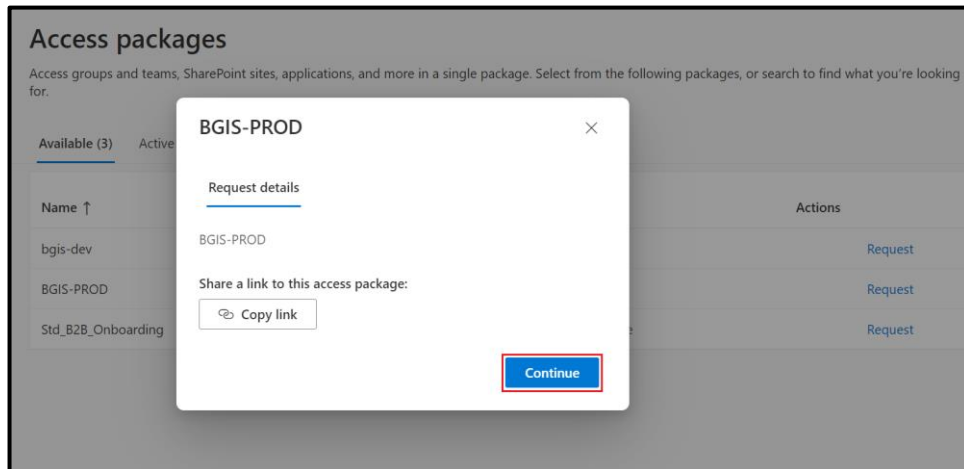 Access packages
Access groups and teams, SharePoint sites, applications, and more in a single package. Select from the following packages, or search to find what you're looking
for.
Available (3) Active
Name ↑ Actions
bgis-dev Request
BGIS-PROD Request
Std_B2B_Onboarding Request
BGIS-PROD
Request details
BGIS-PROD
Share a link to this access package:
Copy link
Continue